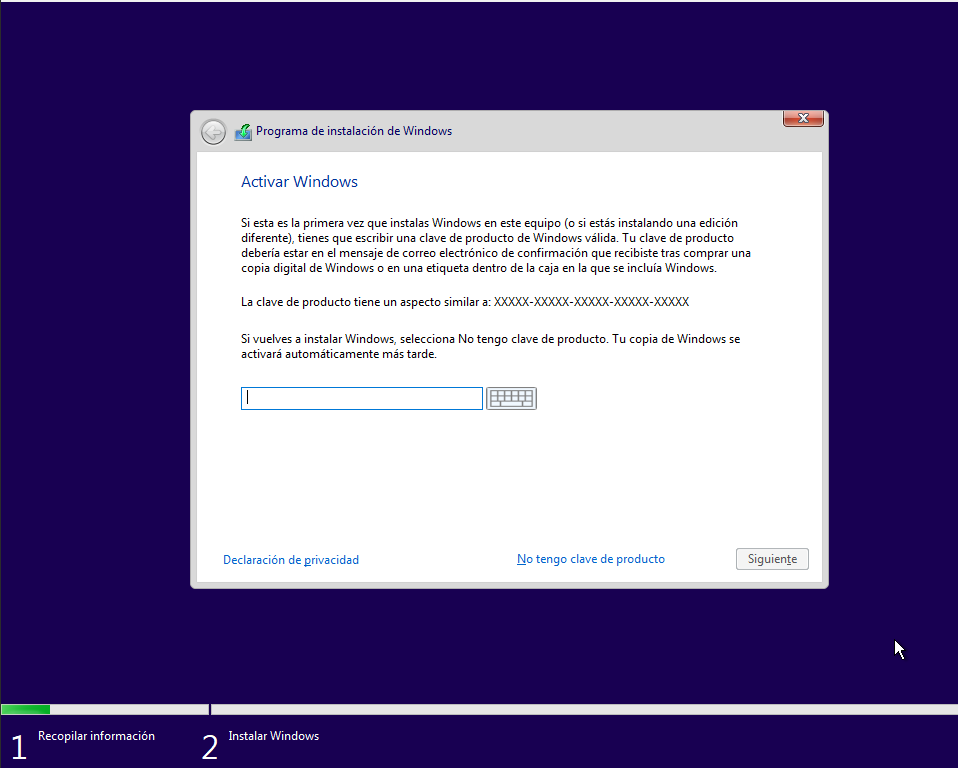 Programa de instalación de Windows
Activar Windows
Si esta es la primera vez que instalas Windows en este equipo (o si estás instalando una edición
diferente), tienes que escribir una clave de producto de Windows válida. Tu clave de producto
debería estar en el mensaje de correo electrónico de confirmación que recibiste tras comprar una
copia digital de Windows o en una etiqueta dentro de la caja en la que se incluía Windows.
La clave de producto tiene un aspecto similar a: XXXXX-XXXXX-XXXXX-XXXXX-XXXXX
Si vuelves a instalar Windows, selecciona No tengo clave de producto. Tu copia de Windows se
activará automáticamente más tarde.
Declaración de privacidad
No tengo clave de producto
Siguiente
1 Recopilar información
2 Instalar Windows